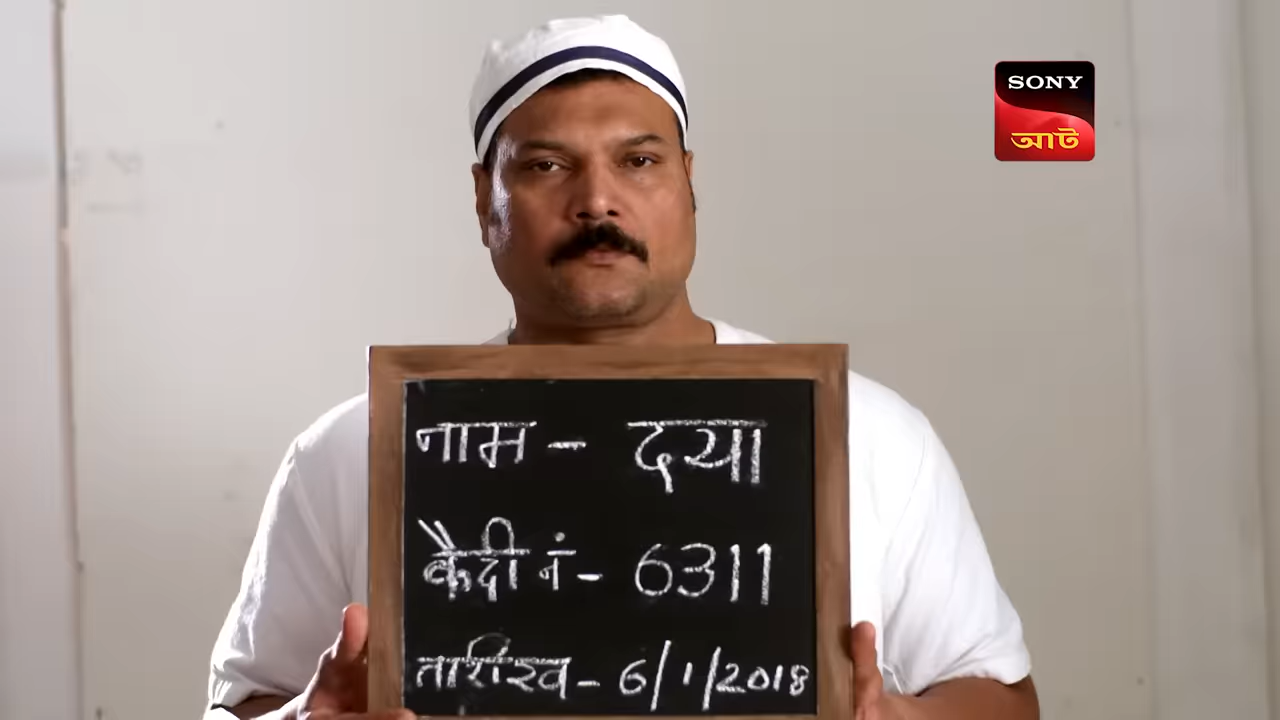 SONY
আট
नाम - दया
कैदी नं - 6311
तारीख - 6/1/2018